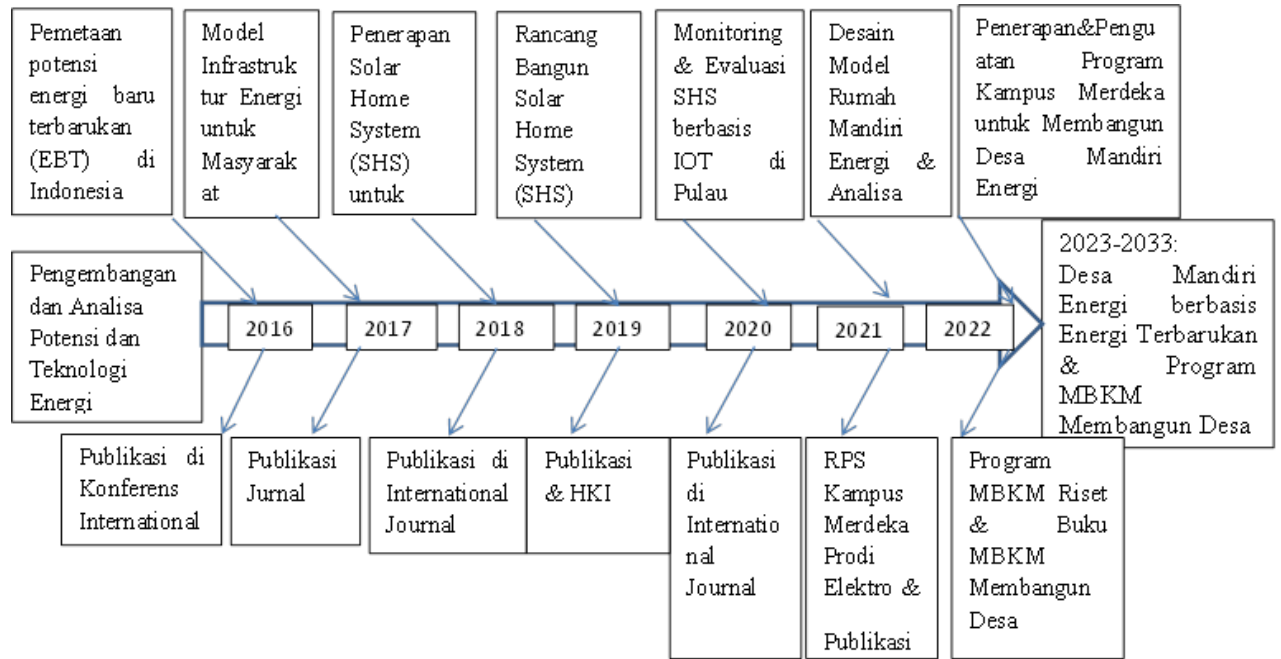 Pemetaan
potensi
energi baru
terbarukan
(EBT) di
Indonesia
Model
Infrastruk
tur Energi
untuk
Masyarak
at
Penerapan
Solar
Home
System
(SHS)
untuk
Rancang
Bangun
Solar
Home
System
(SHS)
Monitoring
& Evaluasi
SHS
berbasis
IOT di
Pulau
Desain
Model
Rumah
Mandiri
Energi &
Analisa
Penerapan&Pengu
atan Program
Kampus Merdeka
untuk Membangun
Desa Mandiri
Energi
Pengembangan
dan Analisa
Potensi dan
Teknologi
Energi
2016
2017
2018
2019
2020
2021
2022
2023-2033:
Desa Mandiri
Energi berbasis
Energi Terbarukan
& Program
MBKM
Membangun Desa
Publikasi di
Konferens
International
Publikasi
Jurnal
Publikasi di
International
Journal
Publikasi
& HKI
Publikasi
di
Internatio
nal
Journal
RPS
Kampus
Merdeka
Prodi
Elektro &
Publikasi
Program
MBKM Riset
& Buku
MBKM
Membangun
Desa